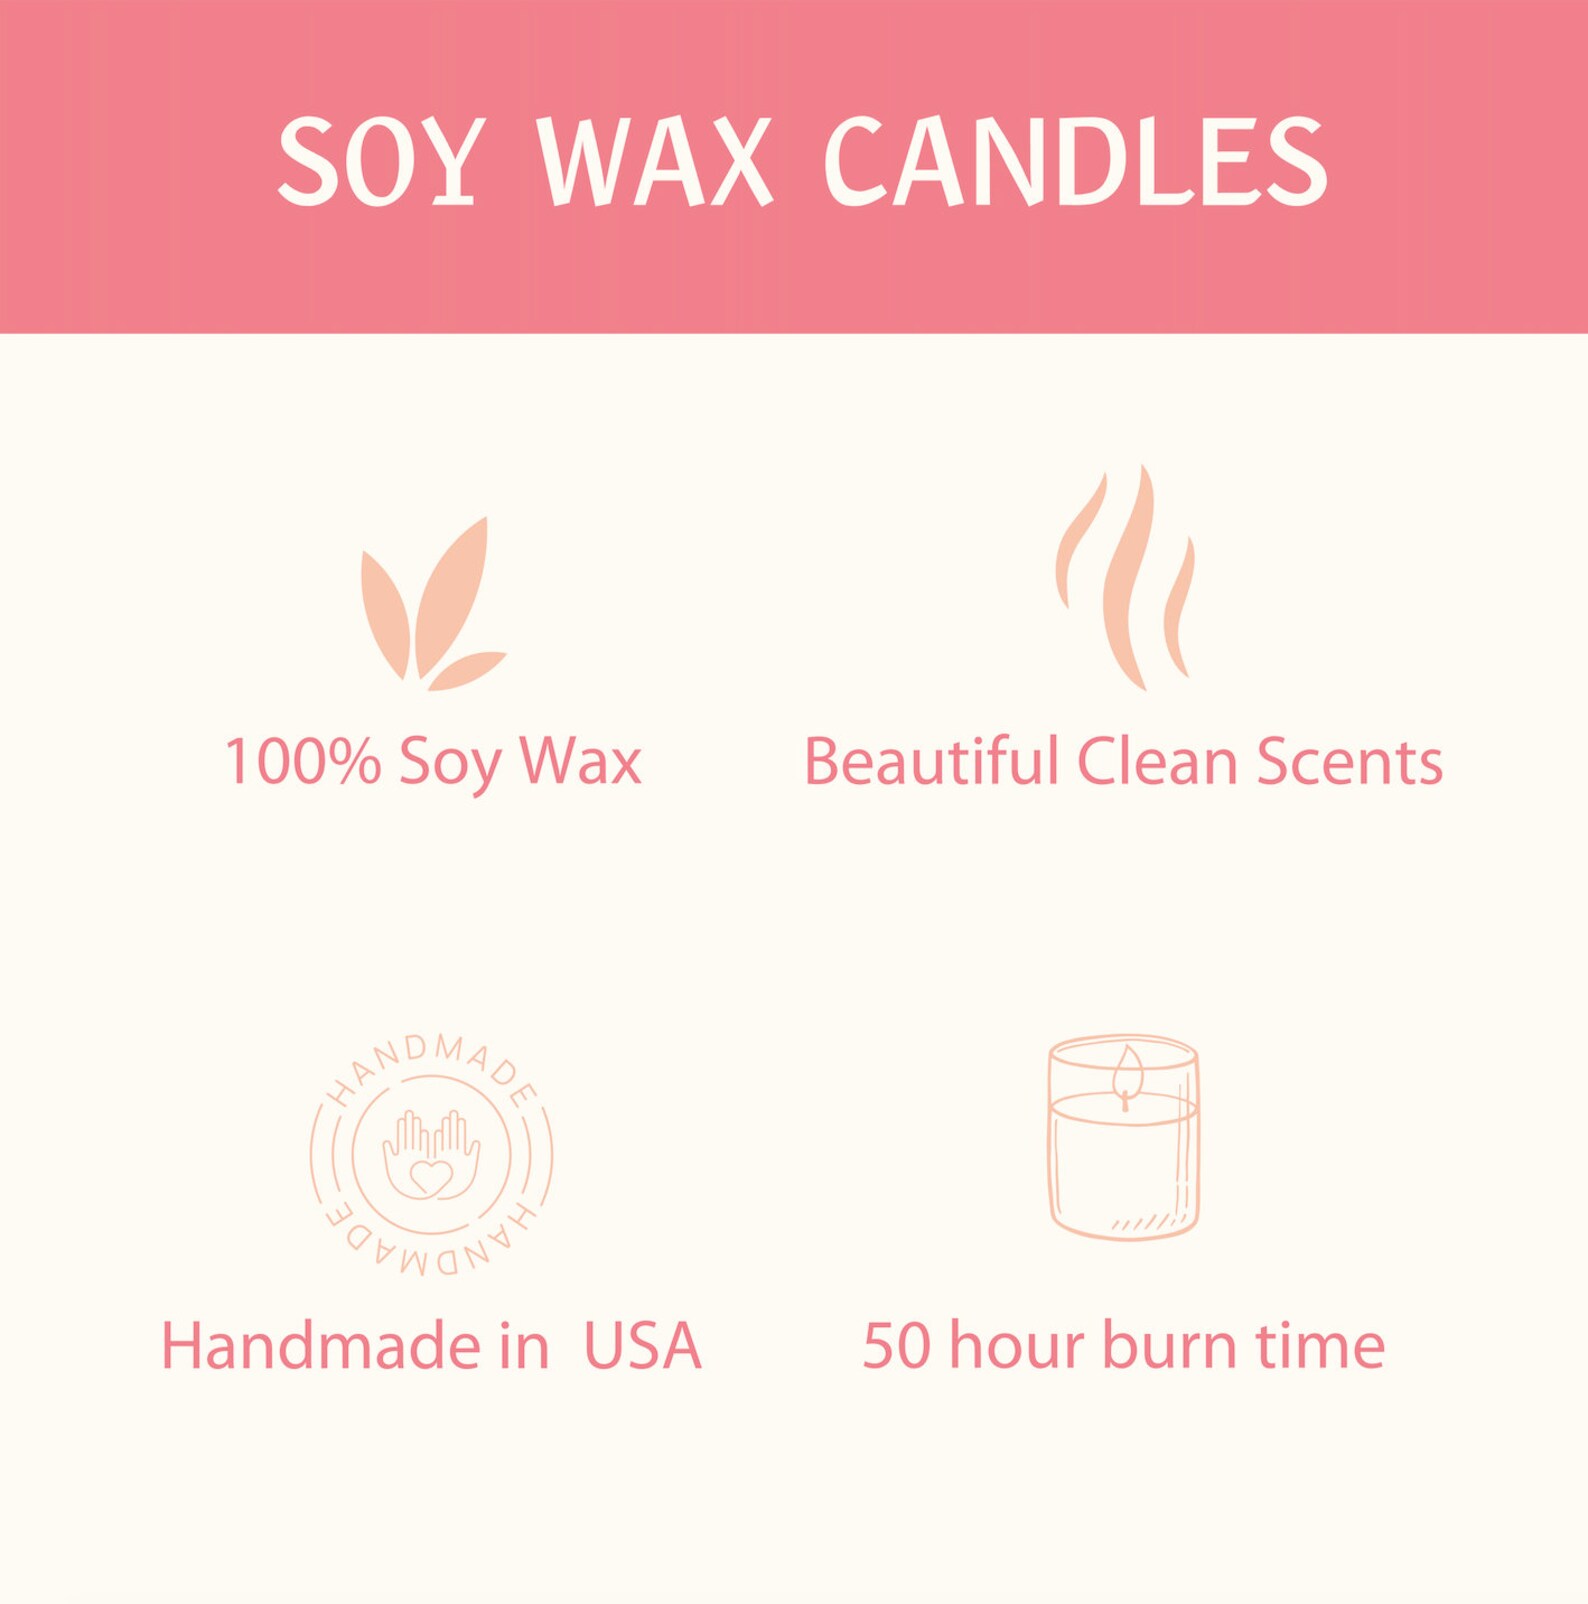 SOY WAX CANDLES
100% Soy Wax
Beautiful Clean Scents
HANDMADE
HANDMADE
Handmade in  USA
50 hour burn time